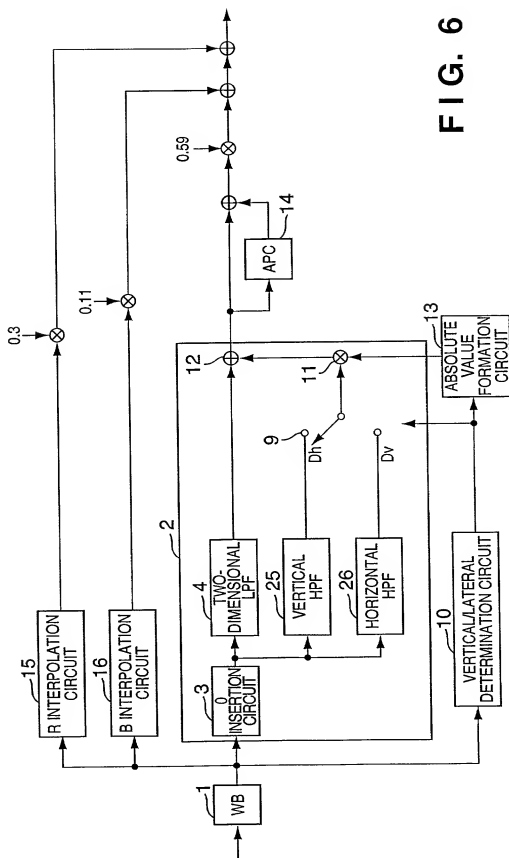 FIG. 6
0.3
0.11
0.59
15
R INTERPOLATION
CIRCUIT
16
B INTERPOLATION
CIRCUIT
14
APC
12
2
4
TWO-
DIMENSIONAL
LPF
11
9
Dh
3
0
INSERTION
CIRCUIT
25
VERTICAL
HPF
Dv
26
HORIZONTAL
HPF
1
WB
10
VERTICAL/LATERAL
DETERMINATION CIRCUIT
13
ABSOLUTE
VALUE
FORMATION
CIRCUIT